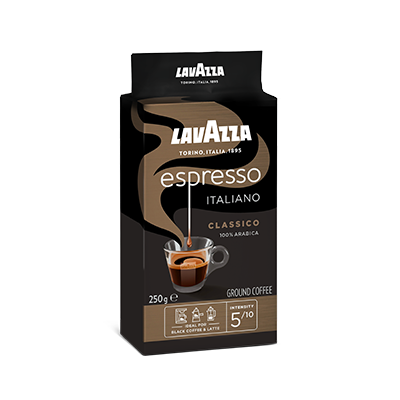 LAVAZZA
TORINO, ITALIA, 1895
LAVAZZA
TORINO, ITALIA, 1895
espresso
ITALIANO
CLASSICO
100% ARABICA
250 g ℮
GROUND COFFEE
IDEAL FOR
BLACK COFFEE & LATTE
INTENSITY
5/10